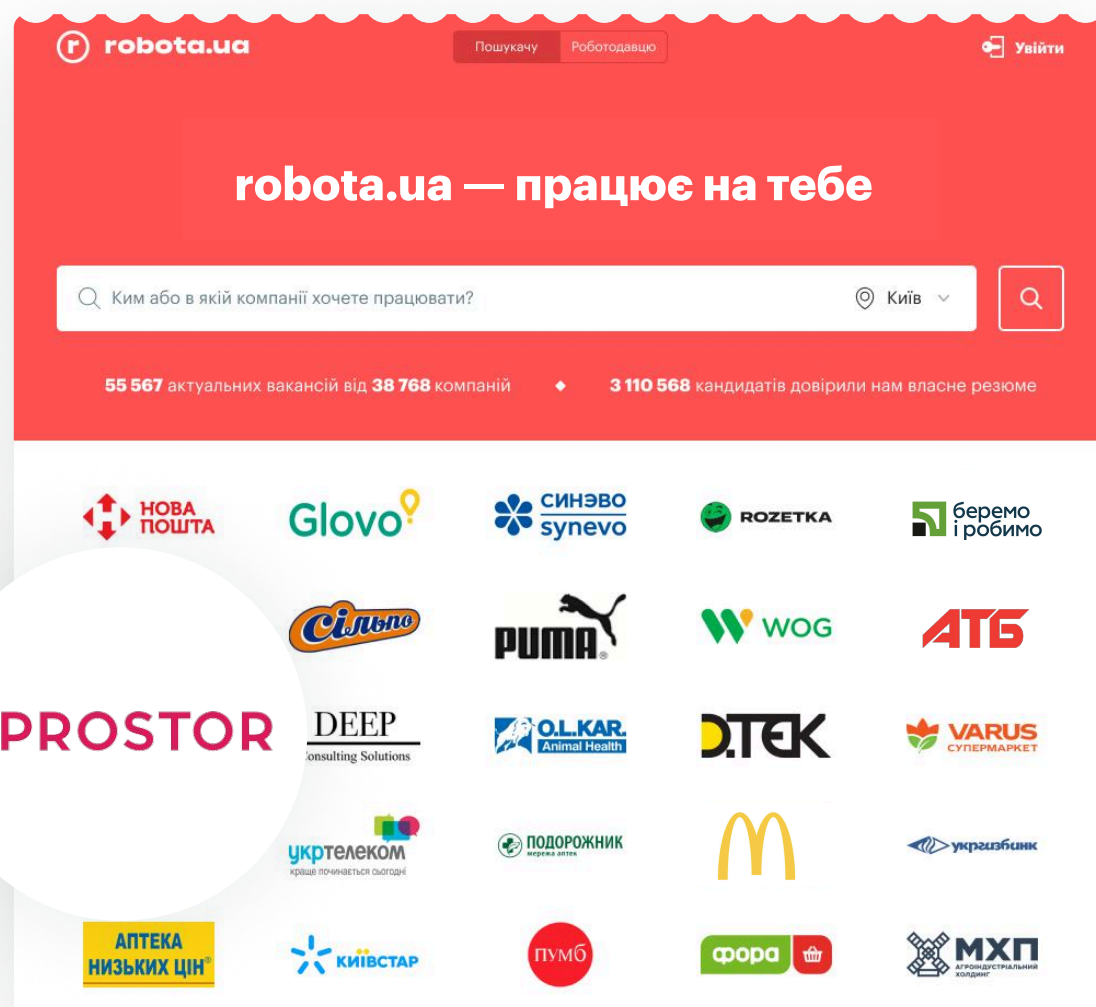 robota.ua
Пошукачу Роботодавцю
Увійти
robota.ua — працює на тебе
Ким або в якій компанії хочете працювати?
Київ
55 567 актуальних вакансій від 38 768 компаній
3 110 568 кандидатів довірили нам власне резюме
НОВА
ПОШТА
Glovo
СИНЭВО
synevo
ROZETKA
беремо
і робимо
Сільпо
PUMA
WOG
АТБ
PROSTOR
DEEP
onsulting Solutions
O.L.KAR.
Animal Health
D.TEK
VARUS
СУПЕРМАРКЕТ
укртелеком
краще починається сьогодні
ПОДОРОЖНИК
мережа аптек
укргазбанк
АПТЕКА
НИЗЬКИХ ЦІН®
КИЇВСТАР
ПУМБ
фора
МХП
АГРОІНДУСТРІАЛЬНИЙ
ХОЛДИНГ